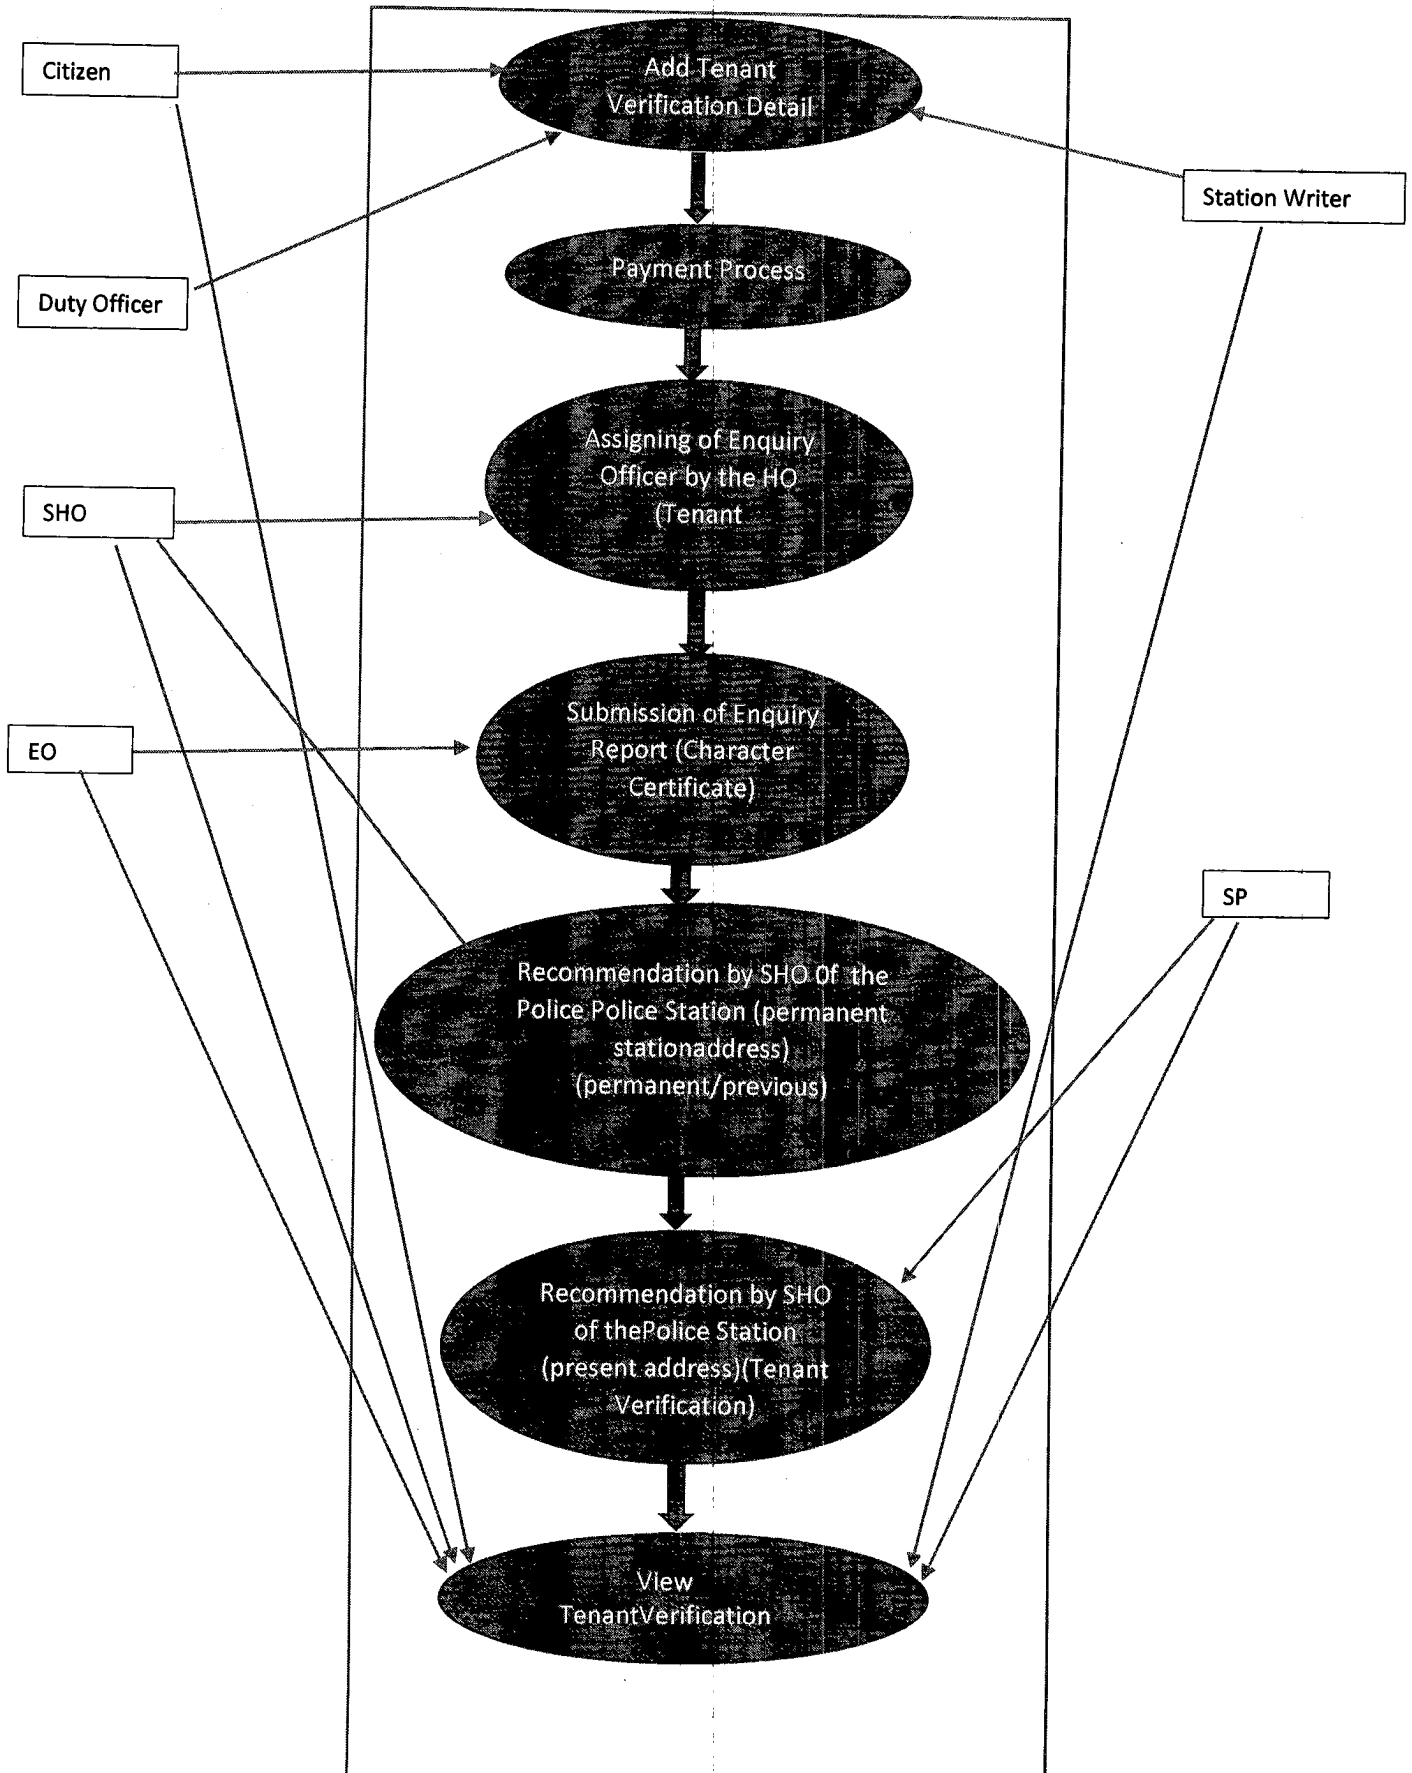 Citizen
Add Tenant
Verification Detail
Station Writer
Payment Process
Duty Officer
Assigning of Enquiry
Officer by the HO
(Tenant
SHO
Submission of Enquiry
Report (Character
Certificate)
EO
SP
Recommendation by SHO 0f the
Police Police Station (permanent
stationaddress)
(permanent/previous)
Recommendation by SHO
of thePolice Station
(present address)(Tenant
Verification)
View
TenantVerification